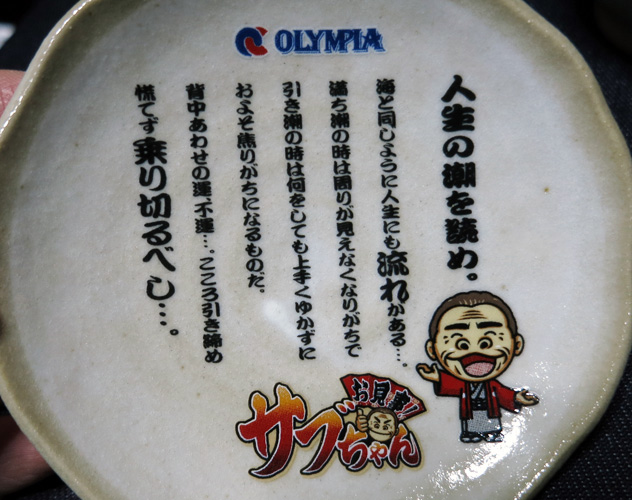 OLYMPIA
人生の潮を読め。
海と同じように人生にも流れがある…。
満ち潮の時は周りが見えなくなりがちで
引き潮の時は何をしても上手くゆかずに
およそ焦りがちになるものだ。
背中あわせの運、不運…。こころ引き締め
慌てず乗り切るべし…。
お見事!
サブちゃん